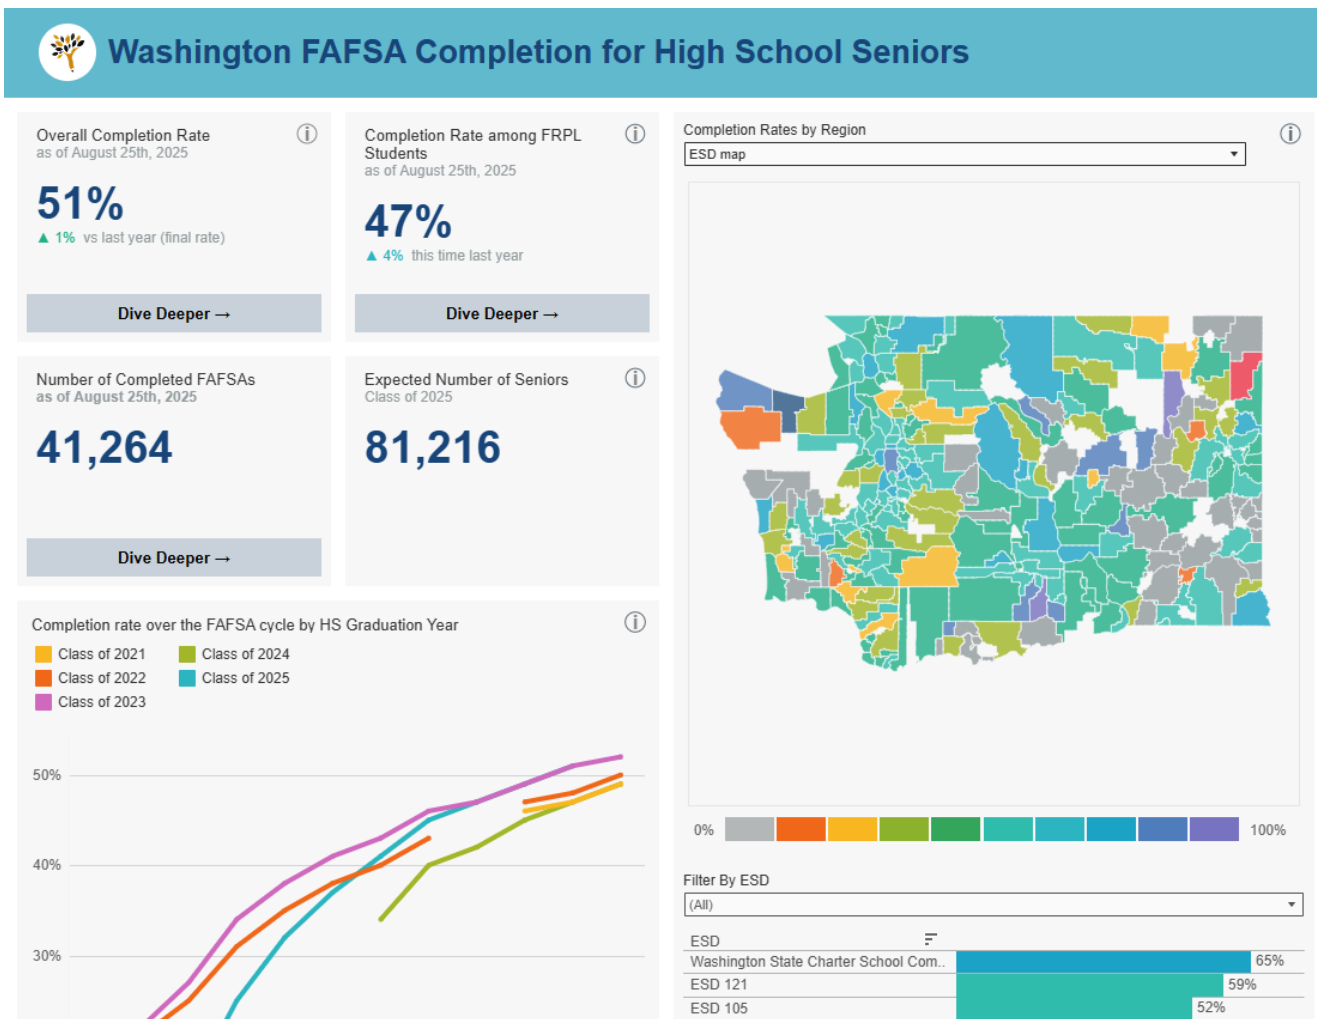 Washington FAFSA Completion for High School Seniors
Overall Completion Rate
as of August 25th, 2025
51%
▲ 1% vs last year (final rate)
Dive Deeper →
Completion Rate among FRPL
Students
as of August 25th, 2025
47%
▲ 4% this time last year
Dive Deeper →
Number of Completed FAFSAs
as of August 25th, 2025
41,264
Dive Deeper →
Expected Number of Seniors
Class of 2025
81,216
Completion rate over the FAFSA cycle by HS Graduation Year
Class of 2021
Class of 2022
Class of 2023
Class of 2024
Class of 2025
50%
40%
30%
Completion Rates by Region
ESD map
0%
100%
Filter By ESD
(All)
ESD
Washington State Charter School Com.. 65%
ESD 121 59%
ESD 105 52%